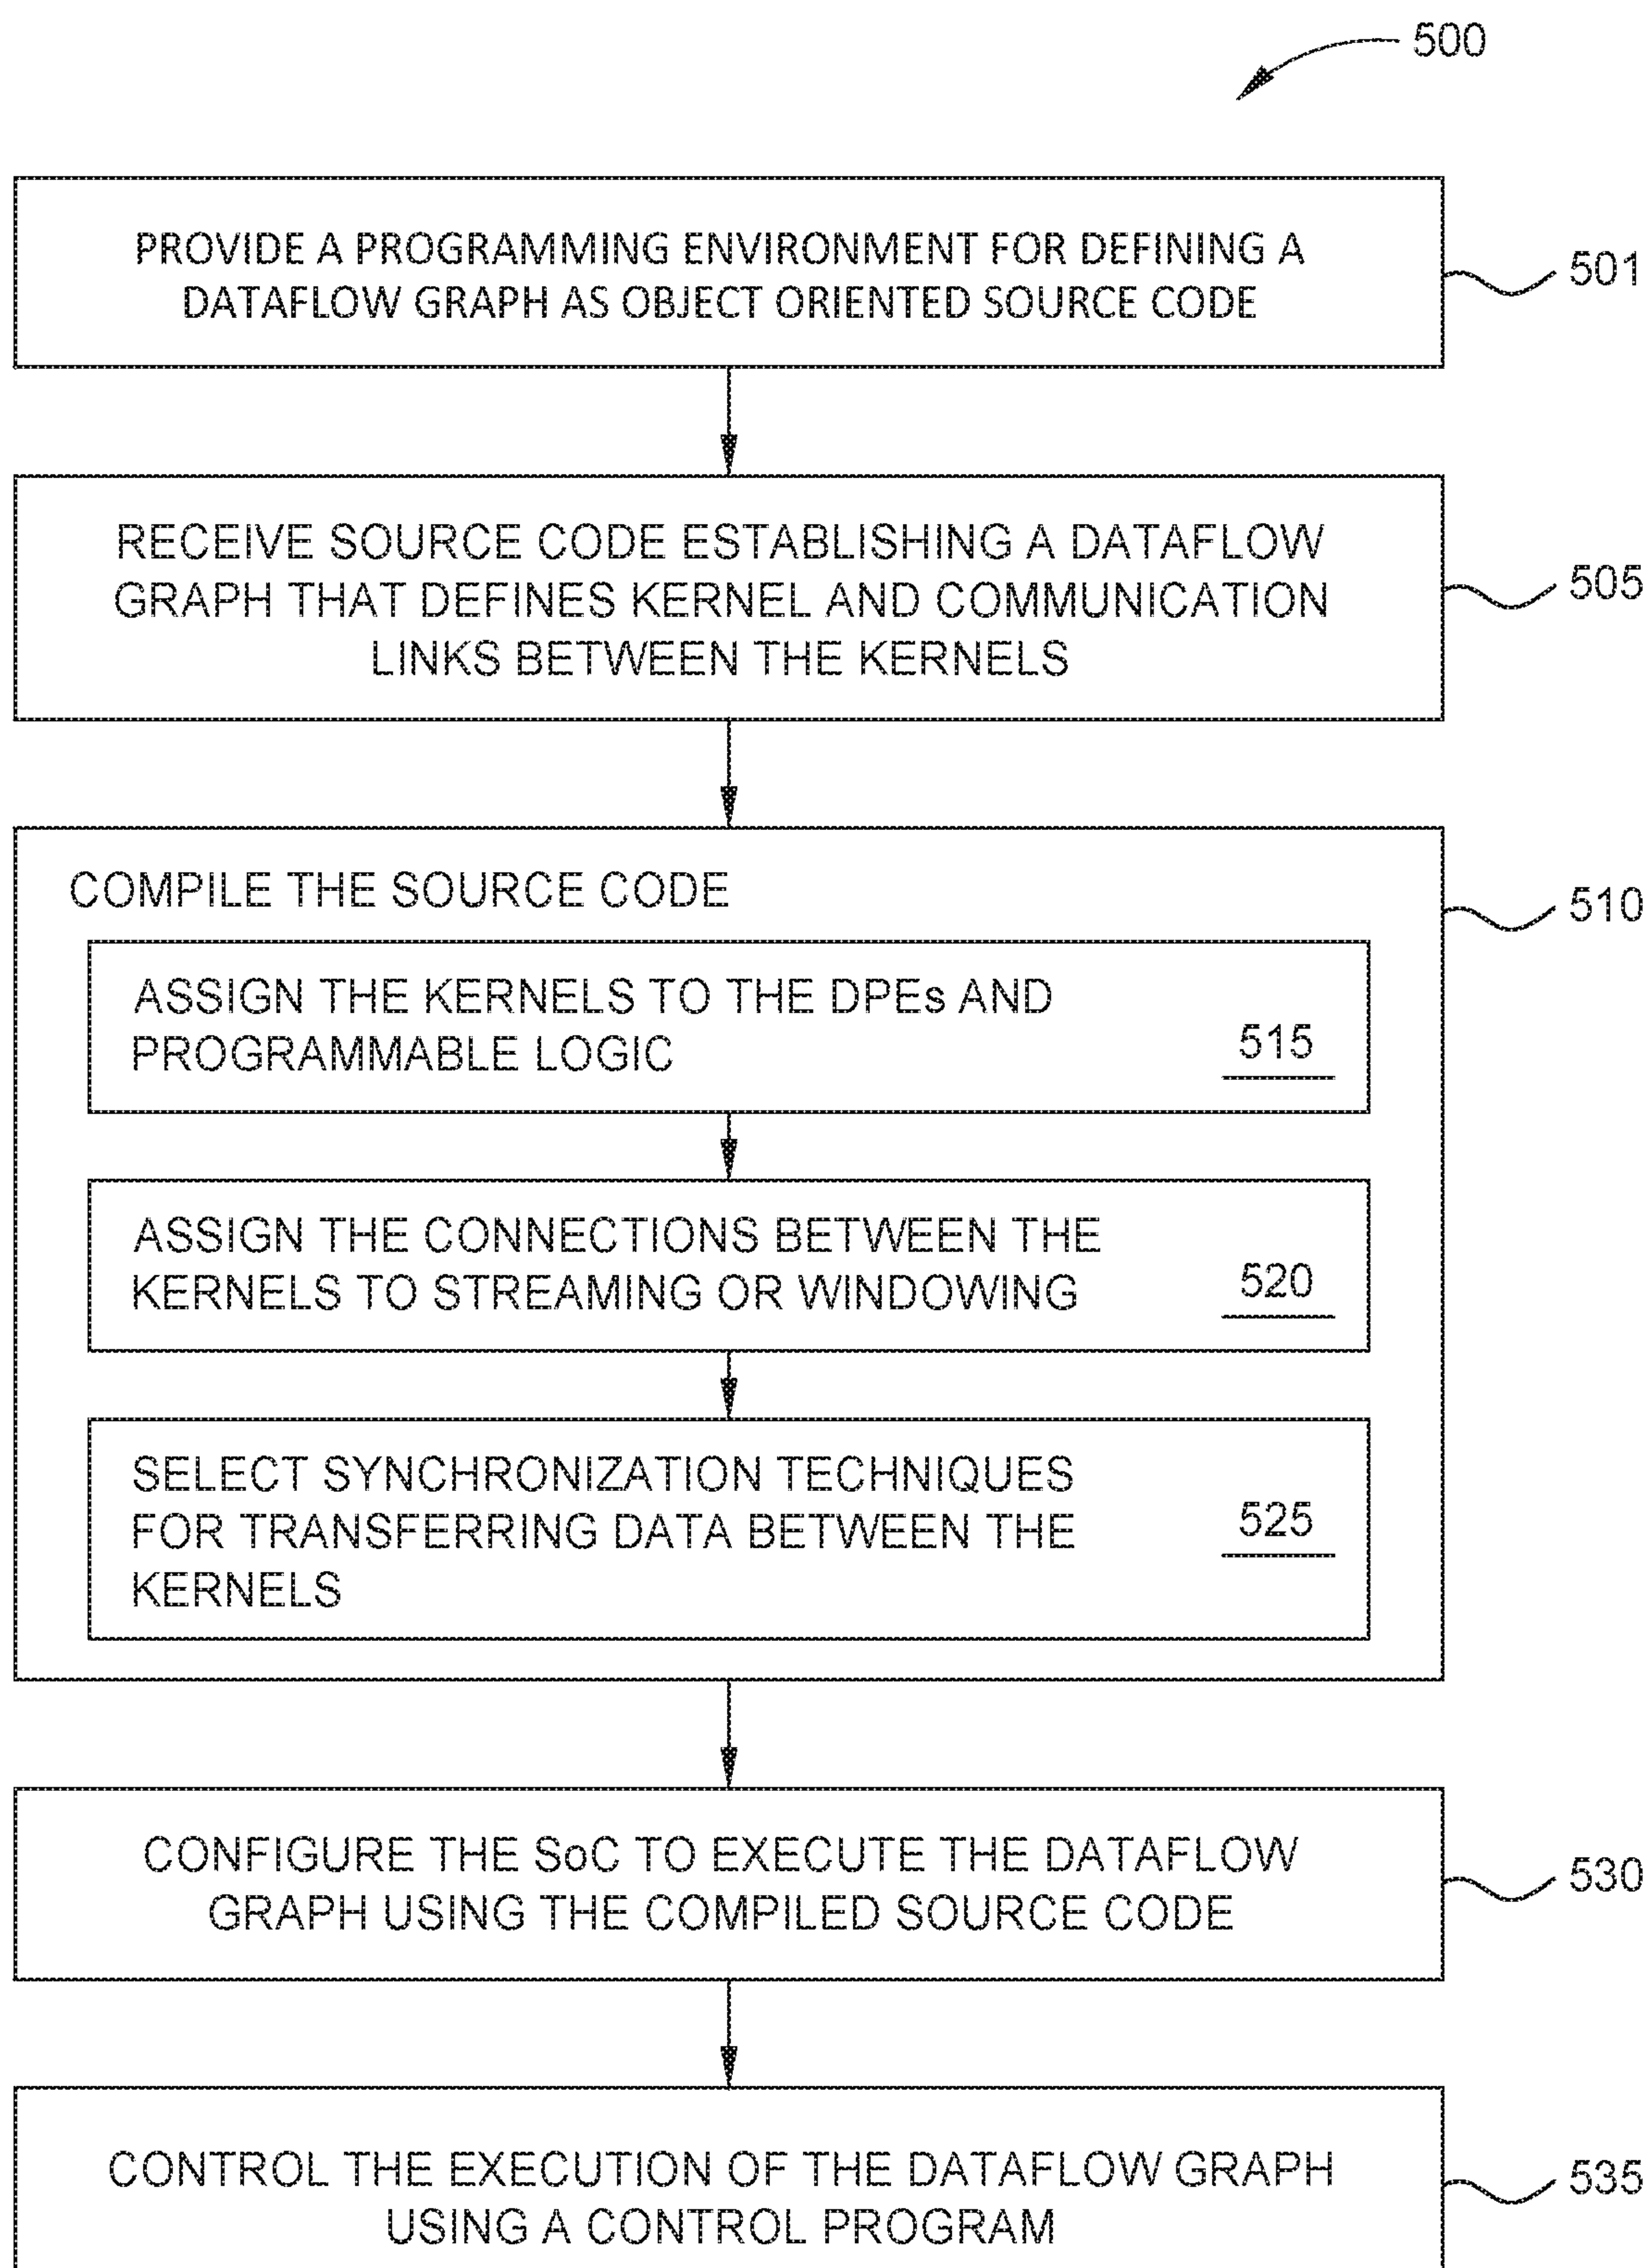 500
PROVIDE A PROGRAMMING ENVIRONMENT FOR DEFINING A
DATAFLOW GRAPH AS OBJECT ORIENTED SOURCE CODE
501
RECEIVE SOURCE CODE ESTABLISHING A DATAFLOW
GRAPH THAT DEFINES KERNEL AND COMMUNICATION
LINKS BETWEEN THE KERNELS
505
COMPILE THE SOURCE CODE
510
ASSIGN THE KERNELS TO THE DPEs AND
PROGRAMMABLE LOGIC
515
ASSIGN THE CONNECTIONS BETWEEN THE
KERNELS TO STREAMING OR WINDOWING
520
SELECT SYNCHRONIZATION TECHNIQUES
FOR TRANSFERRING DATA BETWEEN THE
KERNELS
525
CONFIGURE THE SoC TO EXECUTE THE DATAFLOW
GRAPH USING THE COMPILED SOURCE CODE
530
CONTROL THE EXECUTION OF THE DATAFLOW GRAPH
USING A CONTROL PROGRAM
535